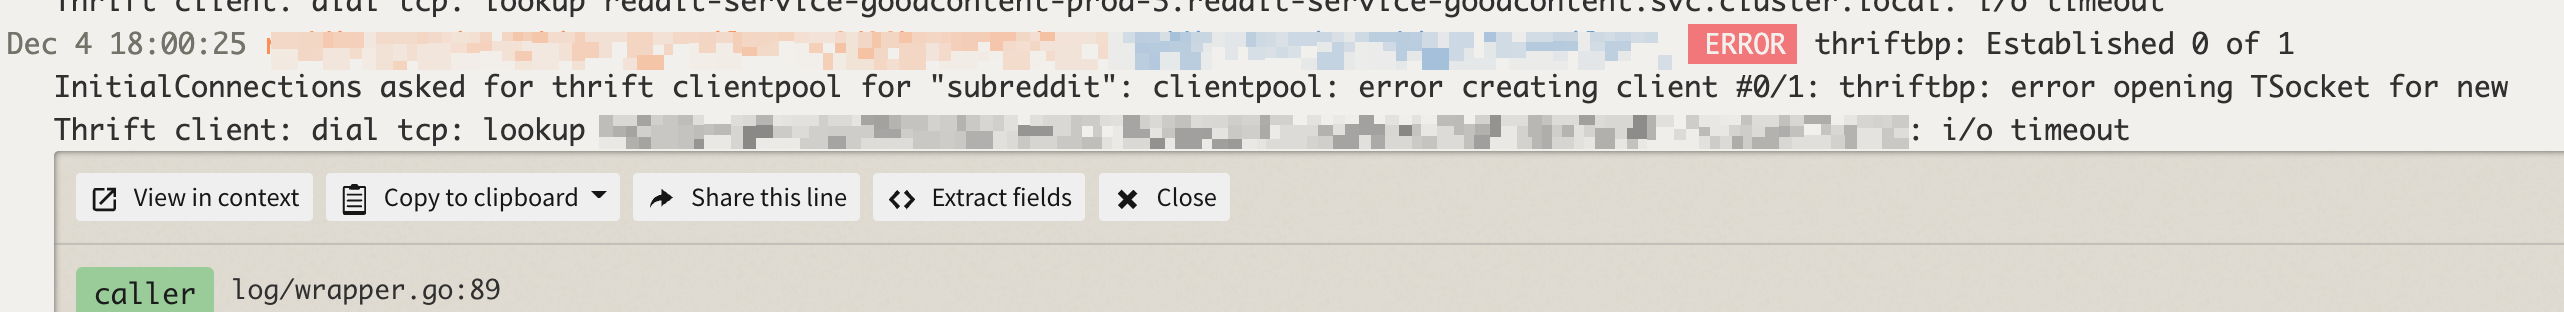 Thrift client: dial tcp: lookup reddit-service-goodcontent-prod-3.reddit-service-goodcontent.svc.cluster.local: i/o timeout
Dec 4 18:00:25 ERROR thriftbp: Established 0 of 1
InitialConnections asked for thrift clientpool for "subreddit": clientpool: error creating client #0/1: thriftbp: error opening TSocket for new
Thrift client: dial tcp: lookup : i/o timeout
View in context Copy to clipboard Share this line Extract fields Close
caller log/wrapper.go:89